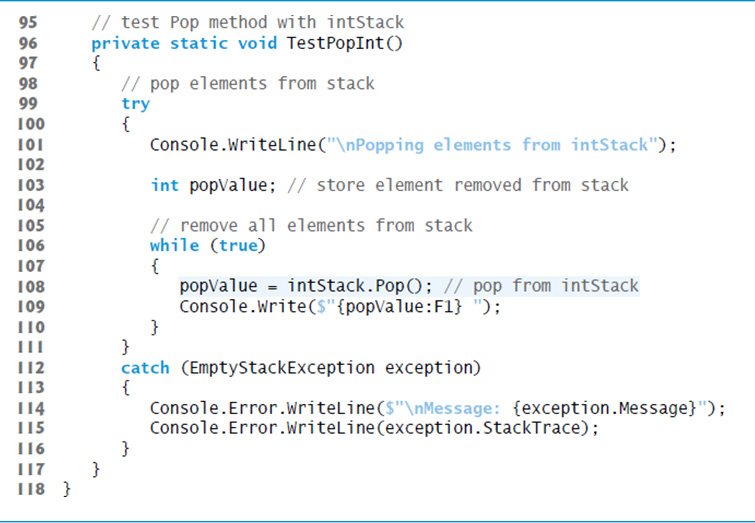 95 // test Pop method with intStack
96 private static void TestPopInt()
97 {
98 // pop elements from stack
99 try
100 {
101 Console.WriteLine("\nPopping elements from intStack");
102
103 int popValue; // store element removed from stack
104
105 // remove all elements from stack
106 while (true)
107 {
108 popValue = intStack.Pop(); // pop from intStack
109 Console.Write($"{popValue:F1} ");
110 }
111 }
112 catch (EmptyStackException exception)
113 {
114 Console.Error.WriteLine($"\nMessage: {exception.Message}");
115 Console.Error.WriteLine(exception.StackTrace);
116 }
117 }
118 }